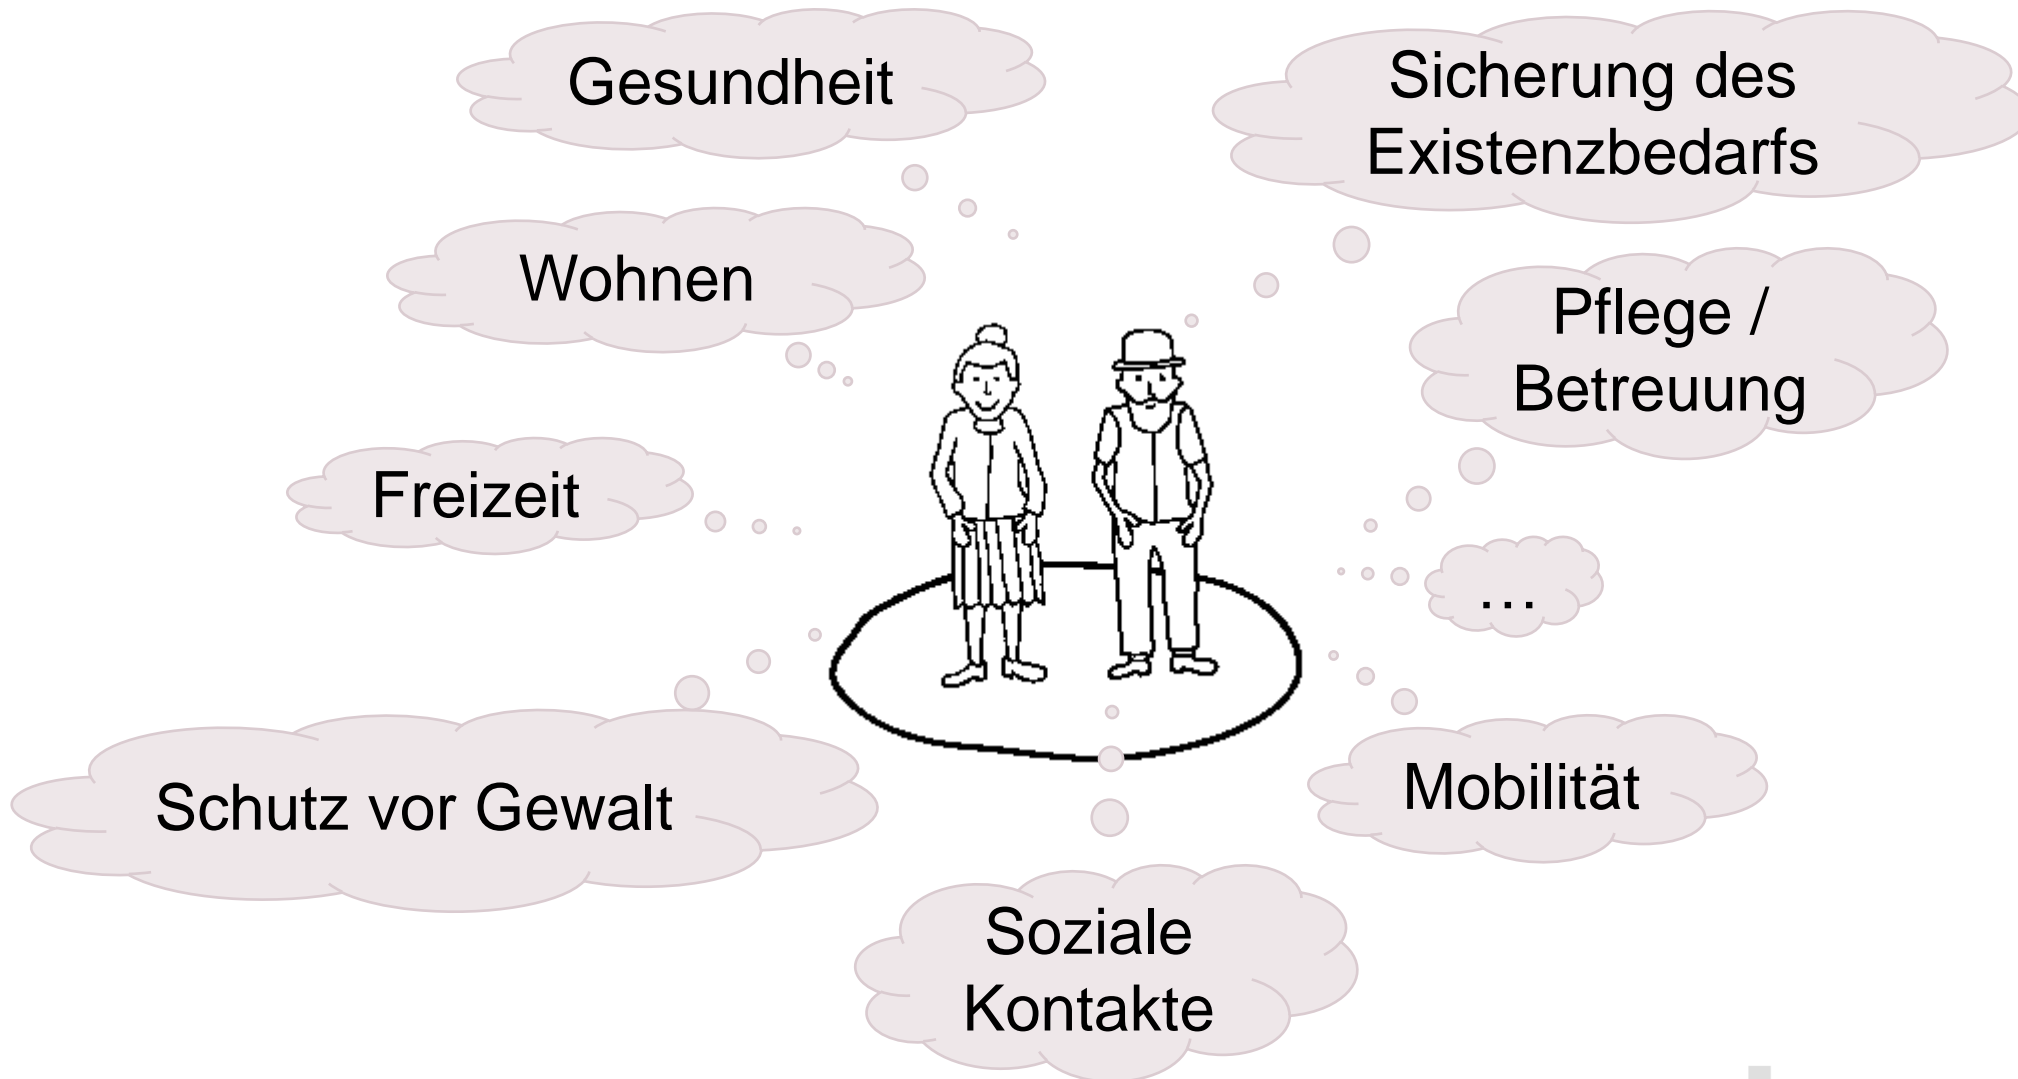 Gesundheit
Sicherung des
Existenzbedarfs
Wohnen
Pflege /
Betreuung
Freizeit
…
Schutz vor Gewalt
Mobilität
Soziale
Kontakte